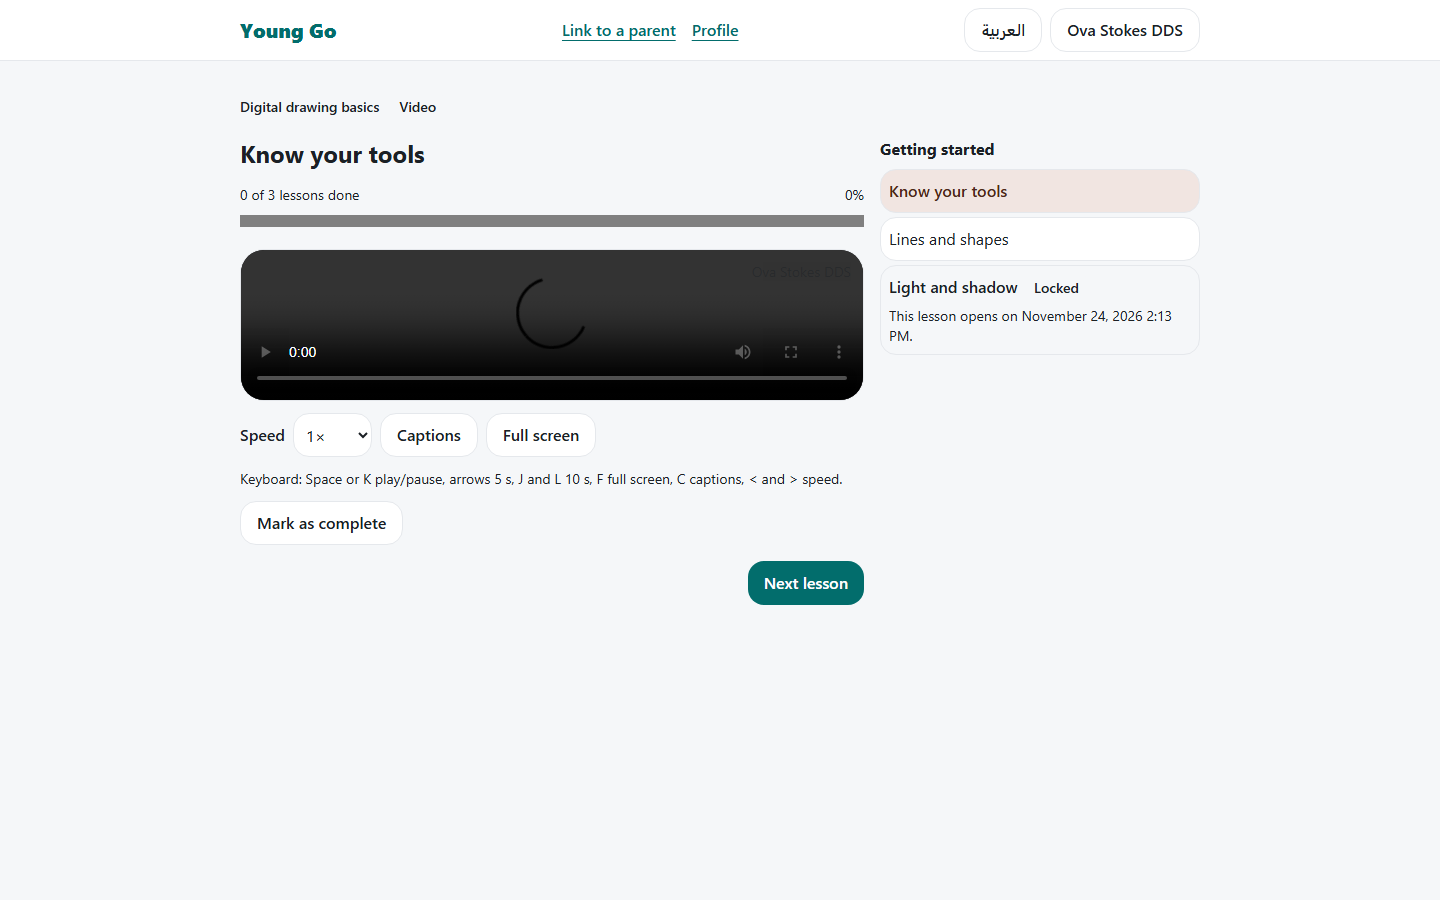 Young Go
Link to a parent
Profile
العربية
Ova Stokes DDS
Digital drawing basics
Video
Know your tools
0 of 3 lessons done
0%
Ova Stokes DDS
0:00
Speed
1×
Captions
Full screen
Keyboard: Space or K play/pause, arrows 5 s, J and L 10 s, F full screen, C captions, < and > speed.
Mark as complete
Next lesson
Getting started
Know your tools
Lines and shapes
Light and shadow
Locked
This lesson opens on November 24, 2026 2:13
PM.